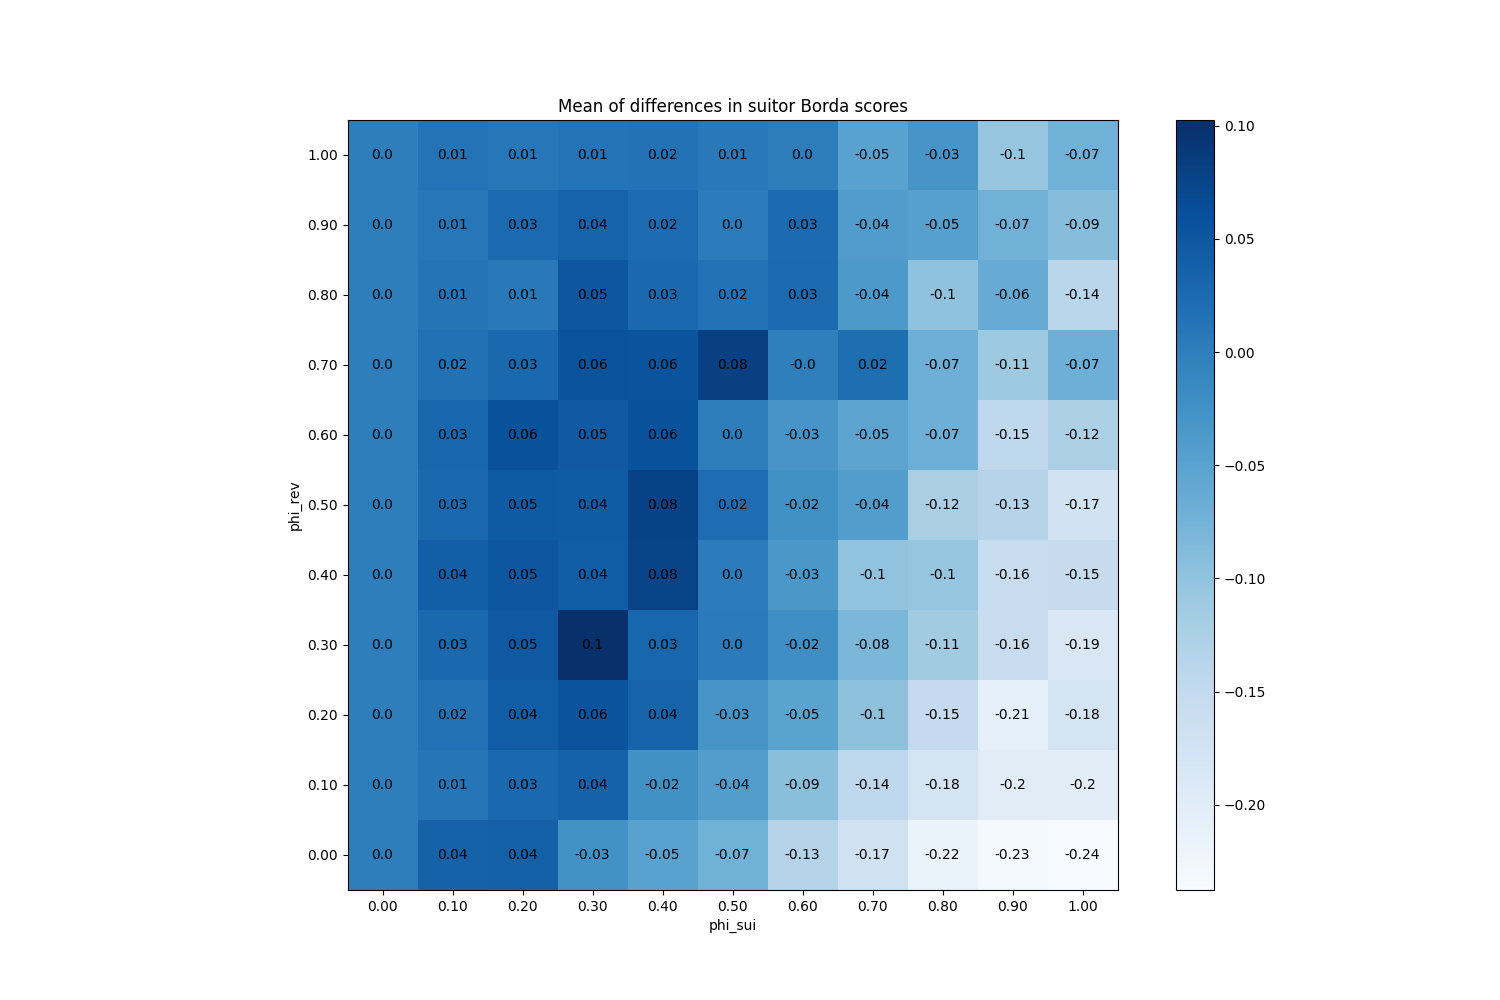 Mean of differences in suitor Borda scores
1.00 0.0 0.01 0.01 0.01 0.02 0.01 0.0 -0.05 -0.03 -0.1 -0.07
0.90 0.0 0.01 0.03 0.04 0.02 0.0 0.03 -0.04 -0.05 -0.07 -0.09
0.80 0.0 0.01 0.01 0.05 0.03 0.02 0.03 -0.04 -0.1 -0.06 -0.14
0.70 0.0 0.02 0.03 0.06 0.06 0.08 -0.0 0.02 -0.07 -0.11 -0.07
0.60 0.0 0.03 0.06 0.05 0.06 0.0 -0.03 -0.05 -0.07 -0.15 -0.12
0.50 0.0 0.03 0.05 0.04 0.08 0.02 -0.02 -0.04 -0.12 -0.13 -0.17
0.40 0.0 0.04 0.05 0.04 0.08 0.0 -0.03 -0.1 -0.1 -0.16 -0.15
0.30 0.0 0.03 0.05 0.1 0.03 0.0 -0.02 -0.08 -0.11 -0.16 -0.19
0.20 0.0 0.02 0.04 0.06 0.04 -0.03 -0.05 -0.1 -0.15 -0.21 -0.18
0.10 0.0 0.01 0.03 0.04 -0.02 -0.04 -0.09 -0.14 -0.18 -0.2 -0.2
0.00 0.0 0.04 0.04 -0.03 -0.05 -0.07 -0.13 -0.17 -0.22 -0.23 -0.24
0.00 0.10 0.20 0.30 0.40 0.50 0.60 0.70 0.80 0.90 1.00
phi_sui
phi_rev
0.10
0.05
0.00
−0.05
−0.10
−0.15
−0.20